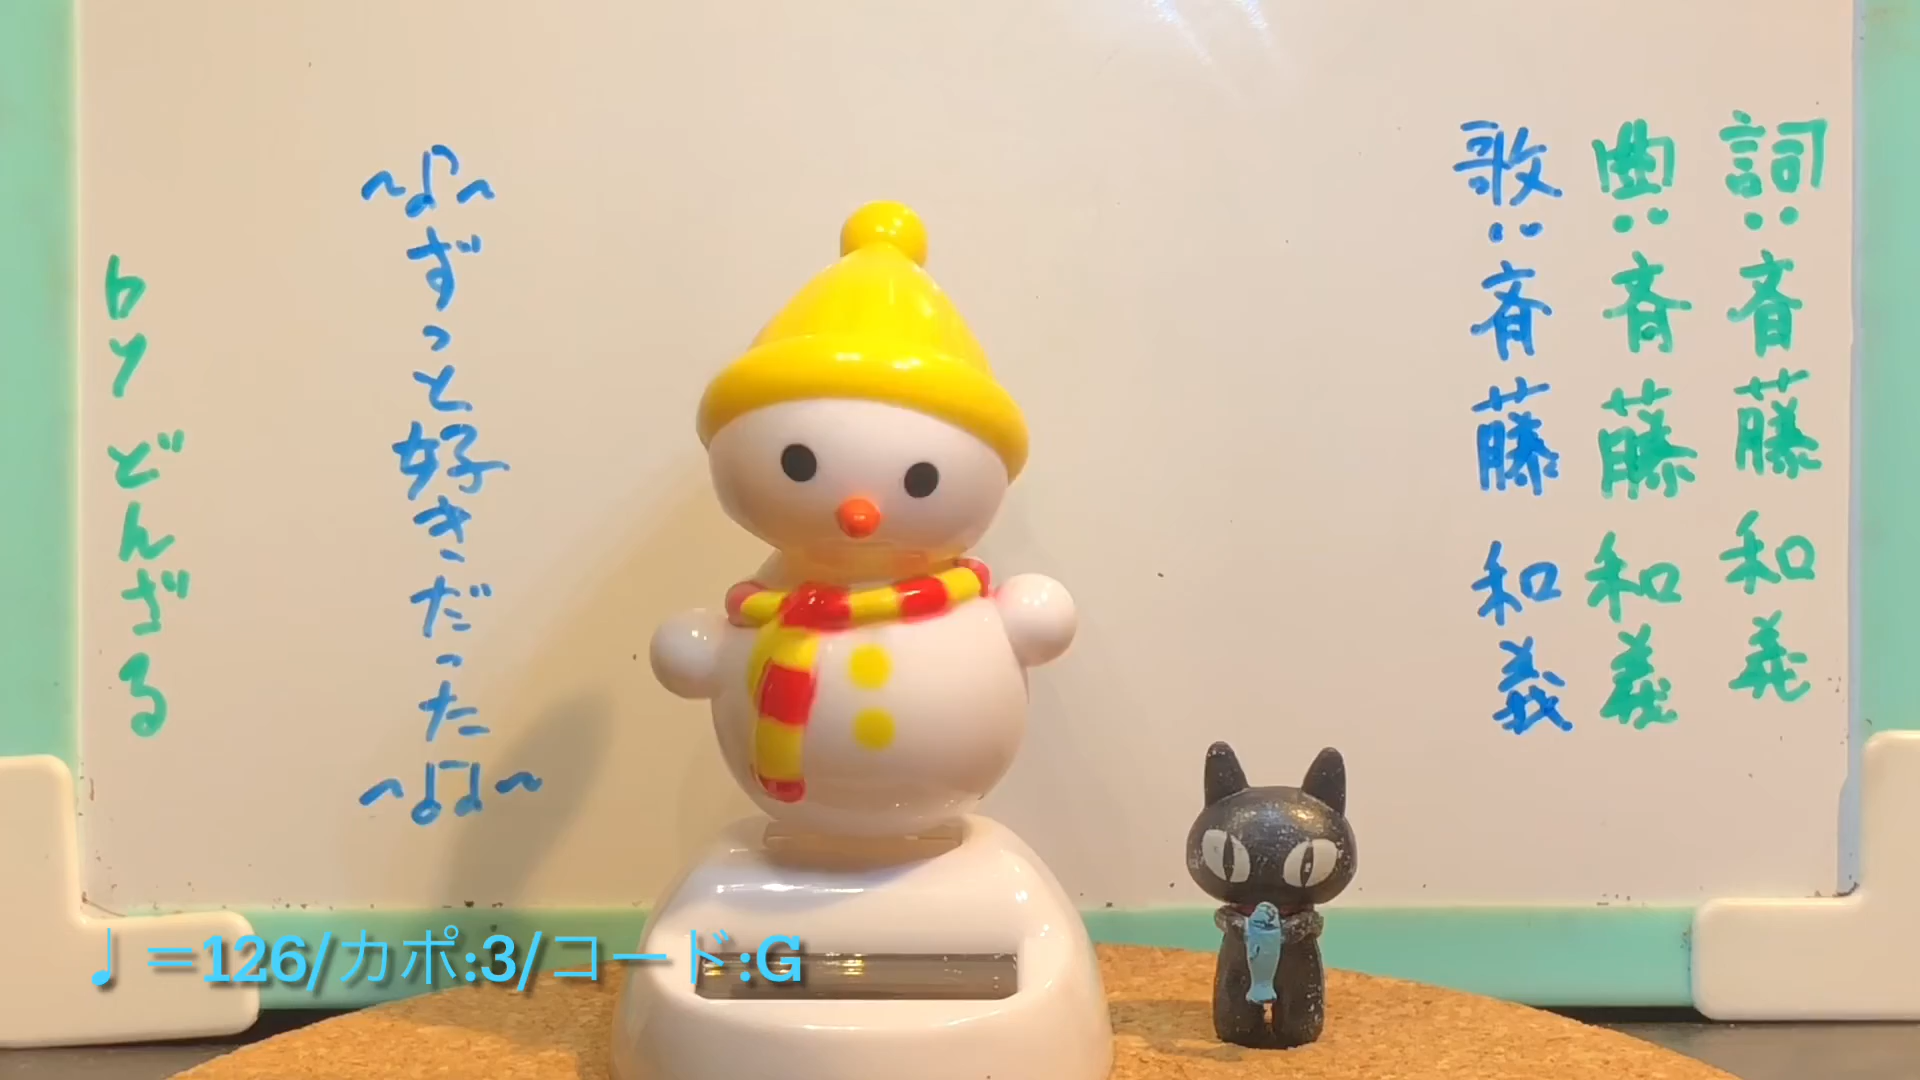 詞:斉藤 和義
曲:斉藤 和義
歌:斉藤 和義
~♪~ずっと好きだった~♫~
by どんざる
♩=126/カポ:3/コード:G